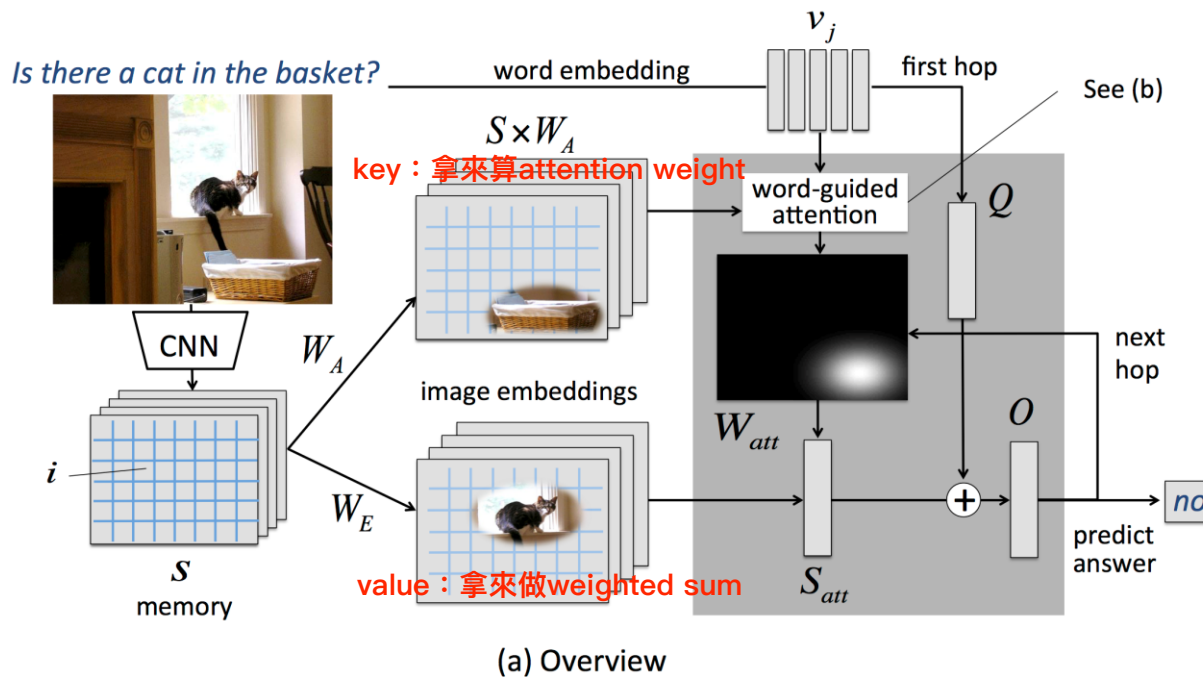 Is there a cat in the basket?
word embedding
v_j
first hop
See (b)
S×W_A
key：拿來算attention weight
word-guided
attention
Q
CNN
W_A
image embeddings
W_att
next
hop
O
i
W_E
+
no
predict
answer
S
memory
value：拿來做weighted sum
S_att
(a) Overview